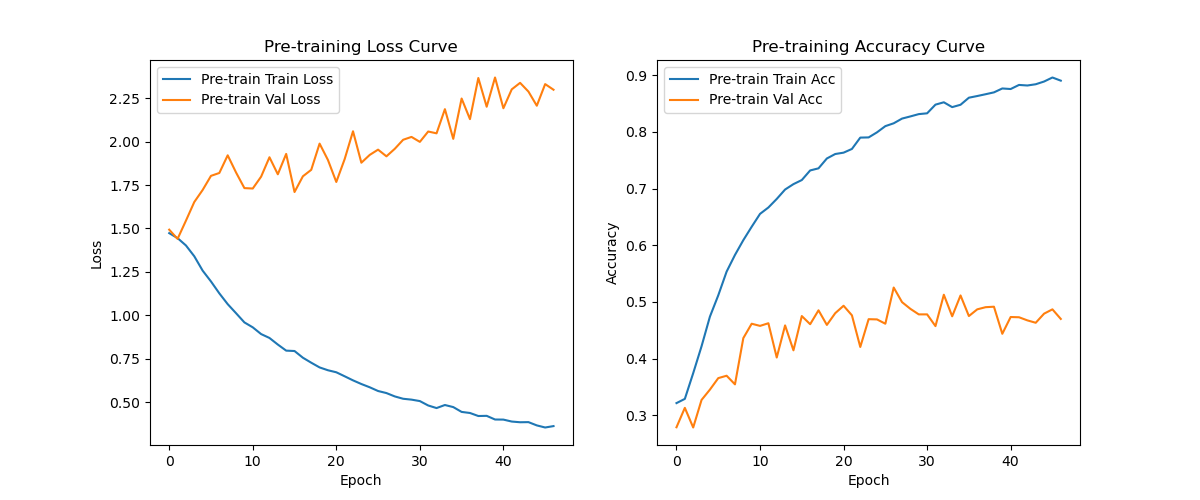 Pre-training Loss Curve
Pre-train Train Loss
Pre-train Val Loss
2.25
2.00
1.75
1.50
1.25
1.00
0.75
0.50
Loss
0 10 20 30 40
Epoch
Pre-training Accuracy Curve
Pre-train Train Acc
Pre-train Val Acc
0.9
0.8
0.7
0.6
0.5
0.4
0.3
Accuracy
0 10 20 30 40
Epoch